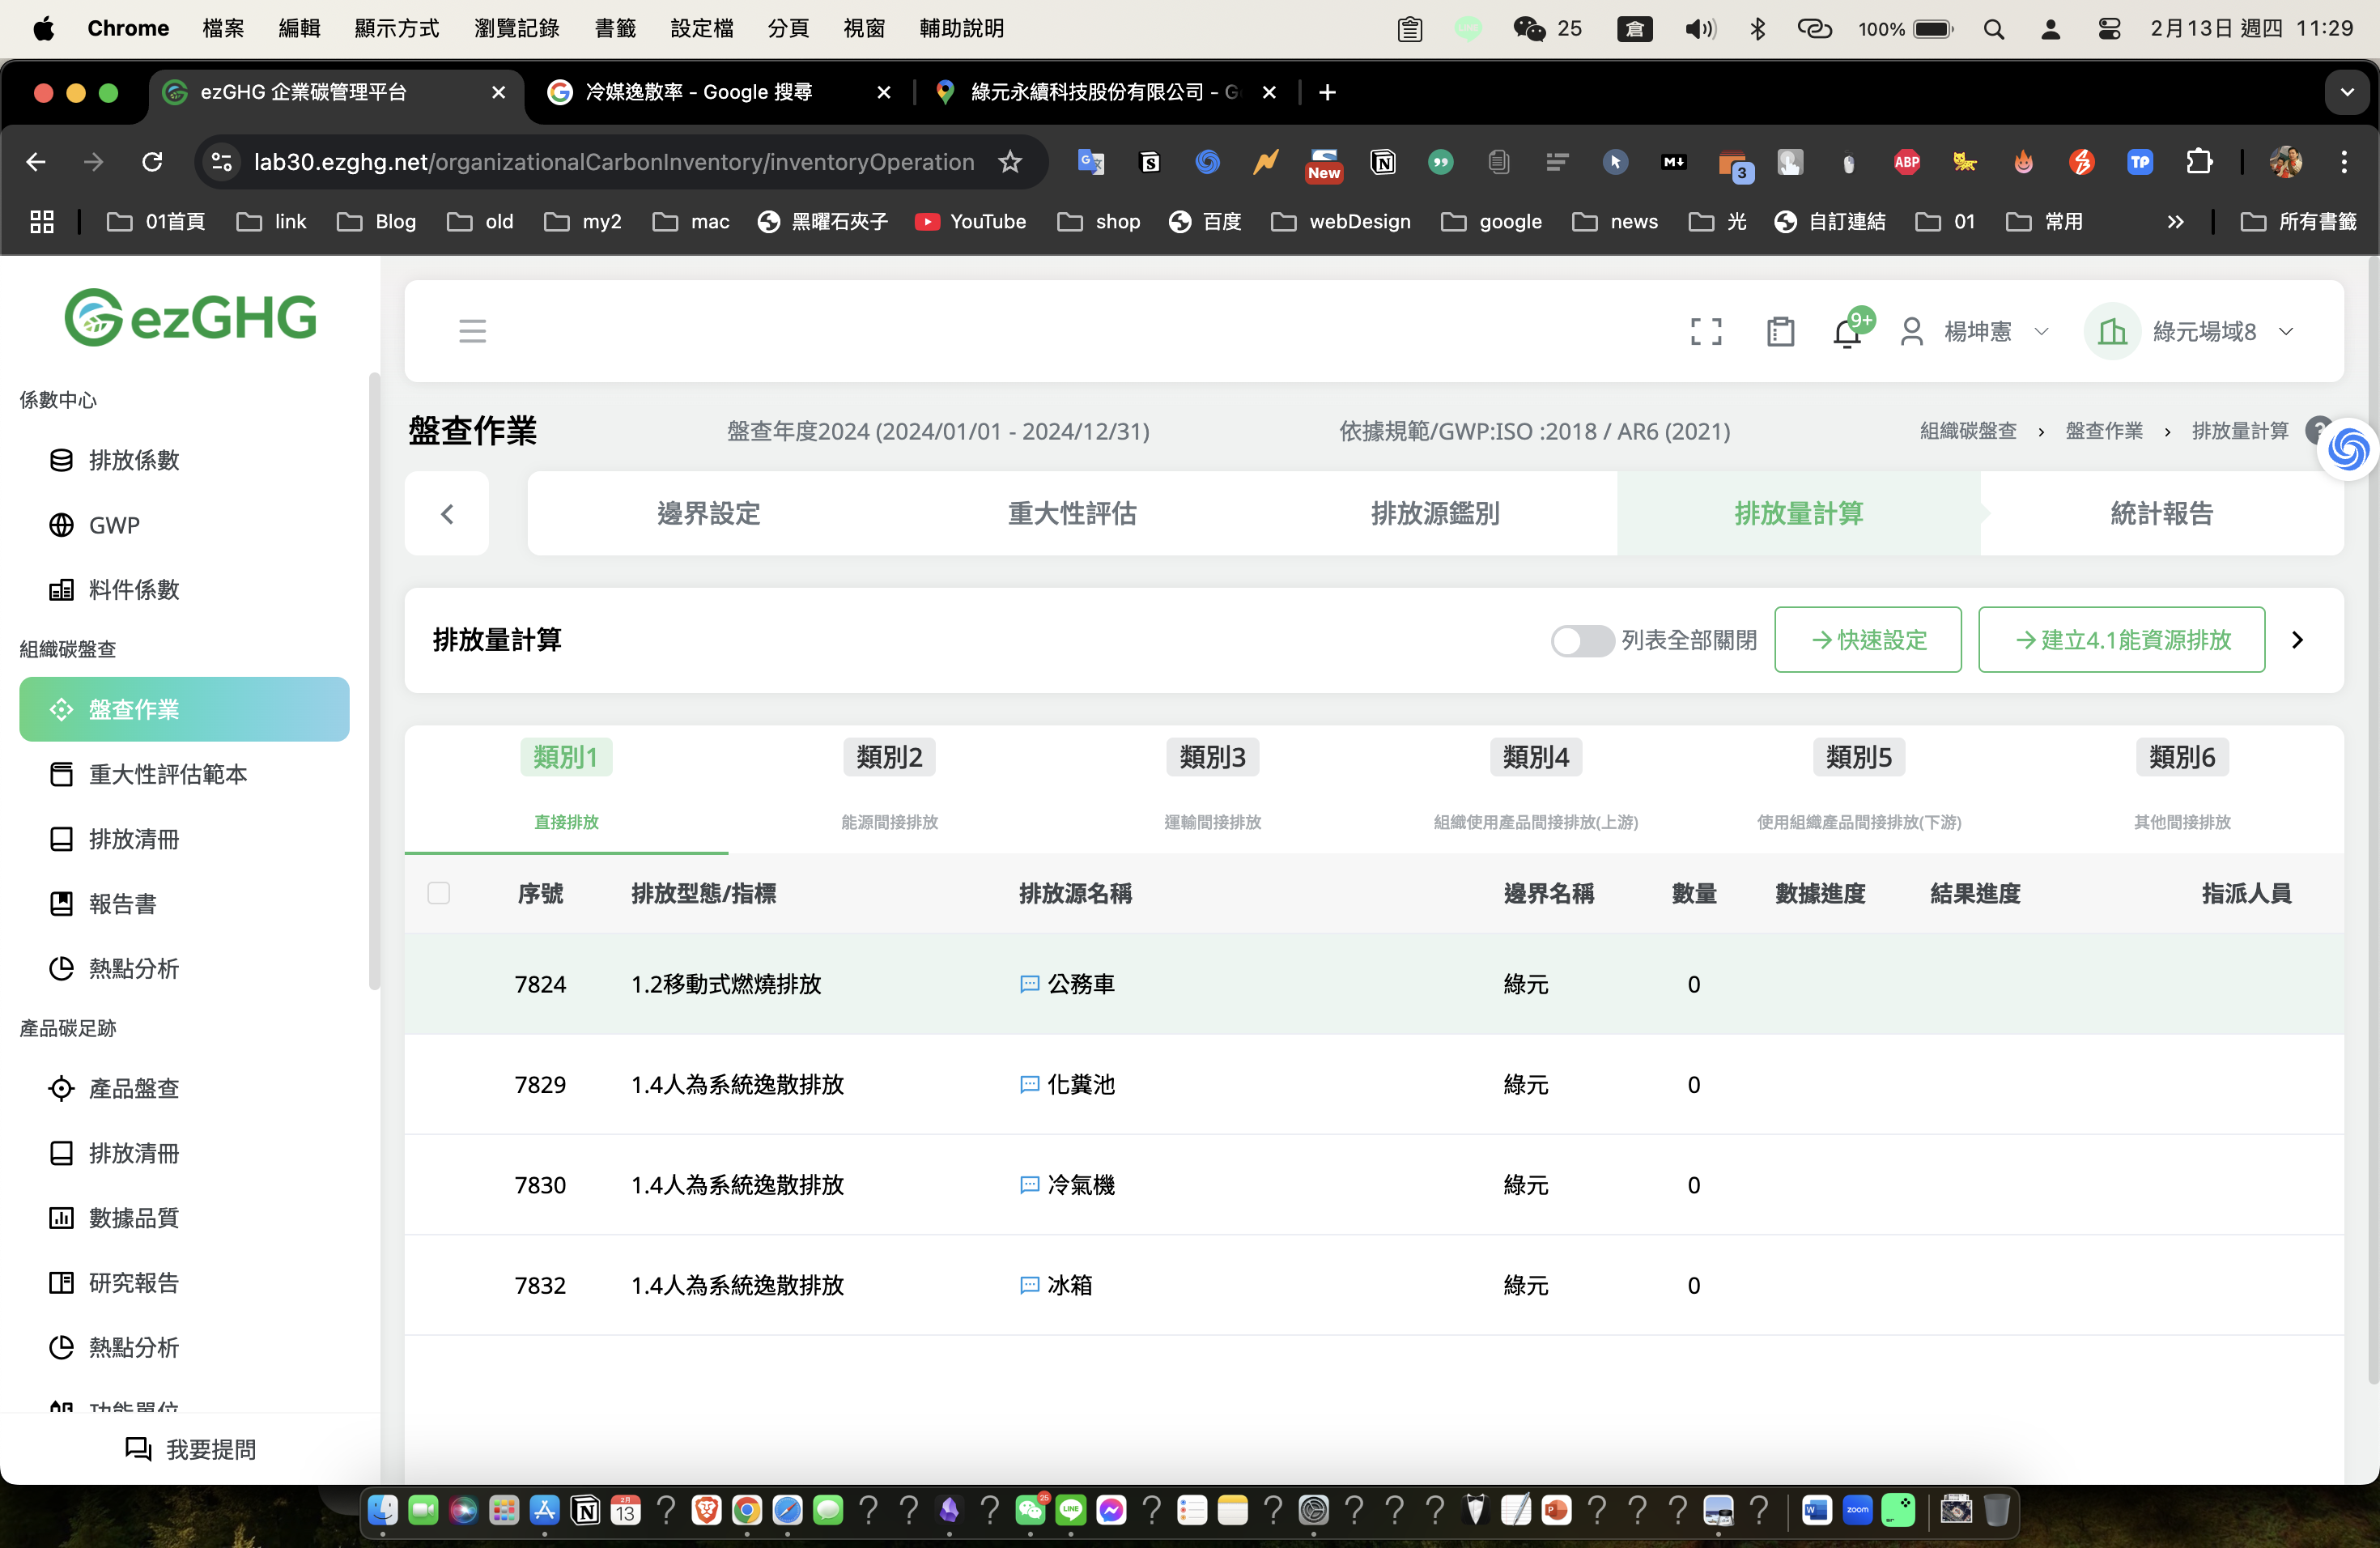 Chrome 檔案 編輯 顯示方式 瀏覽記錄 書籤 設定檔 分頁 視窗 輔助說明 25 倉 100% 2月13日 週四 11:29
ezGHG 企業碳管理平台 冷媒逸散率 - Google 搜尋 綠元永續科技股份有限公司 - G
lab30.ezghg.net/organizationalCarbonInventory/inventoryOperation New 3 ABP TP
01首頁 link Blog old my2 mac 黑曜石夾子 YouTube shop 百度 webDesign google news 光 自訂連結 01 常用 所有書籤
ezGHG
9+ 楊坤憲 綠元場域8
係數中心
排放係數
GWP
料件係數
組織碳盤查
盤查作業
重大性評估範本
排放清冊
報告書
熱點分析
產品碳足跡
產品盤查
排放清冊
數據品質
研究報告
熱點分析
功能單位
我要提問
盤查作業 盤查年度2024 (2024/01/01 - 2024/12/31) 依據規範/GWP:ISO :2018 / AR6 (2021) 組織碳盤查 › 盤查作業 › 排放量計算
邊界設定 重大性評估 排放源鑑別 排放量計算 統計報告
排放量計算 列表全部關閉 →快速設定 →建立4.1能資源排放
類別1 類別2 類別3 類別4 類別5 類別6
直接排放 能源間接排放 運輸間接排放 組織使用產品間接排放(上游) 使用組織產品間接排放(下游) 其他間接排放
序號 排放型態/指標 排放源名稱 邊界名稱 數量 數據進度 結果進度 指派人員
7824 1.2移動式燃燒排放 公務車 綠元 0
7829 1.4人為系統逸散排放 化糞池 綠元 0
7830 1.4人為系統逸散排放 冷氣機 綠元 0
7832 1.4人為系統逸散排放 冰箱 綠元 0
2月 13 25 LINE zoom